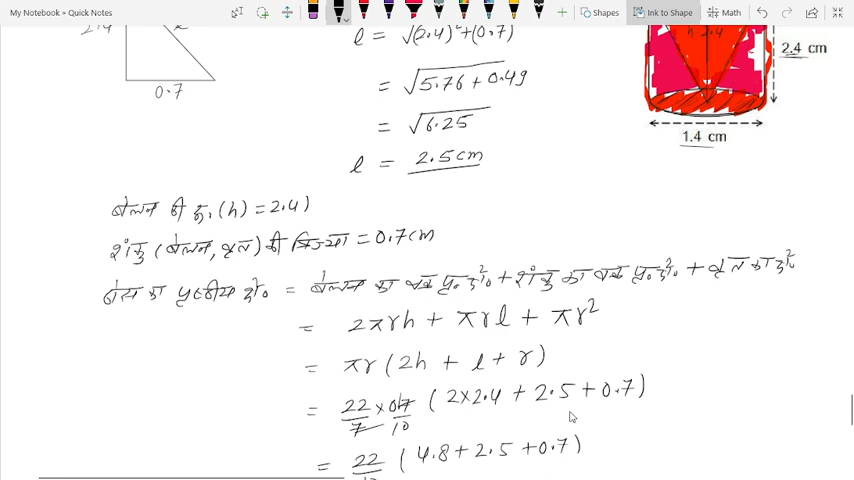 My Notebook » Quick Notes
Shapes
Ink to Shape
Math
2.4
l
0.7
l = √(2.4)²+(0.7)
= √5.76 + 0.49
= √6.25
l = 2.5cm
h=2.4
2.4 cm
1.4 cm
बेलन की ऊँ. (h) = 2.4)
शंकु (बेलन, वृत्त) की त्रिज्या = 0.7cm
ठोस का पृष्ठीय क्षे० = बेलन का वक्र पृ० क्षे० + शंकु का वक्र पृ० क्षे० + वृत्त का क्षे०
= 2πrh + πrl + πr²
= πr (2h + l + r)
= 22/7 × 07/10 (2×2.4 + 2.5 + 0.7)
= 22 (4.8 + 2.5 + 0.7)